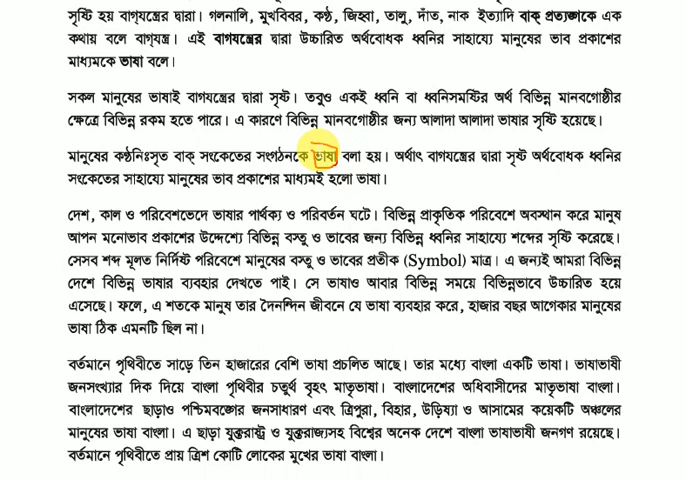 সৃষ্টি হয় বাগযন্ত্রের দ্বারা। গলনালি, মুখবিবর, কণ্ঠ, জিহ্বা, তালু, দাঁত, নাক ইত্যাদি বাক্ প্রত্যঙ্গকে এক
কথায় বলে বাগ্‌যন্ত্র। এই বাগযন্ত্রের দ্বারা উচ্চারিত অর্থবোধক ধ্বনির সাহায্যে মানুষের ভাব প্রকাশের
মাধ্যমকে ভাষা বলে।
সকল মানুষের ভাষাই বাগযন্ত্রের দ্বারা সৃষ্ট। তবুও একই ধ্বনি বা ধ্বনিসমষ্টির অর্থ বিভিন্ন মানবগোষ্ঠীর
ক্ষেত্রে বিভিন্ন রকম হতে পারে। এ কারণে বিভিন্ন মানবগোষ্ঠীর জন্য আলাদা আলাদা ভাষার সৃষ্টি হয়েছে।
মানুষের কণ্ঠনিঃসৃত বাক্ সংকেতের সংগঠনকে ভাষা বলা হয়। অর্থাৎ বাগযন্ত্রের দ্বারা সৃষ্ট অর্থবোধক ধ্বনির
সংকেতের সাহায্যে মানুষের ভাব প্রকাশের মাধ্যমই হলো ভাষা।
দেশ, কাল ও পরিবেশভেদে ভাষার পার্থক্য ও পরিবর্তন ঘটে। বিভিন্ন প্রাকৃতিক পরিবেশে অবস্থান করে মানুষ
আপন মনোভাব প্রকাশের উদ্দেশ্যে বিভিন্ন বস্তু ও ভাবের জন্য বিভিন্ন ধ্বনির সাহায্যে শব্দের সৃষ্টি করেছে।
সেসব শব্দ মূলত নির্দিষ্ট পরিবেশে মানুষের বস্তু ও ভাবের প্রতীক (Symbol) মাত্র। এ জন্যই আমরা বিভিন্ন
দেশে বিভিন্ন ভাষার ব্যবহার দেখতে পাই। সে ভাষাও আবার বিভিন্ন সময়ে বিভিন্নভাবে উচ্চারিত হয়ে
এসেছে। ফলে, এ শতকে মানুষ তার দৈনন্দিন জীবনে যে ভাষা ব্যবহার করে, হাজার বছর আগেকার মানুষের
ভাষা ঠিক এমনটি ছিল না।
বর্তমানে পৃথিবীতে সাড়ে তিন হাজারের বেশি ভাষা প্রচলিত আছে। তার মধ্যে বাংলা একটি ভাষা। ভাষাভাষী
জনসংখ্যার দিক দিয়ে বাংলা পৃথিবীর চতুর্থ বৃহৎ মাতৃভাষা। বাংলাদেশের অধিবাসীদের মাতৃভাষা বাংলা।
বাংলাদেশের ছাড়াও পশ্চিমবঙ্গের জনসাধারণ এবং ত্রিপুরা, বিহার, উড়িষ্যা ও আসামের কয়েকটি অঞ্চলের
মানুষের ভাষা বাংলা। এ ছাড়া যুক্তরাষ্ট্র ও যুক্তরাজ্যসহ বিশ্বের অনেক দেশে বাংলা ভাষাভাষী জনগণ রয়েছে।
বর্তমানে পৃথিবীতে প্রায় ত্রিশ কোটি লোকের মুখের ভাষা বাংলা।